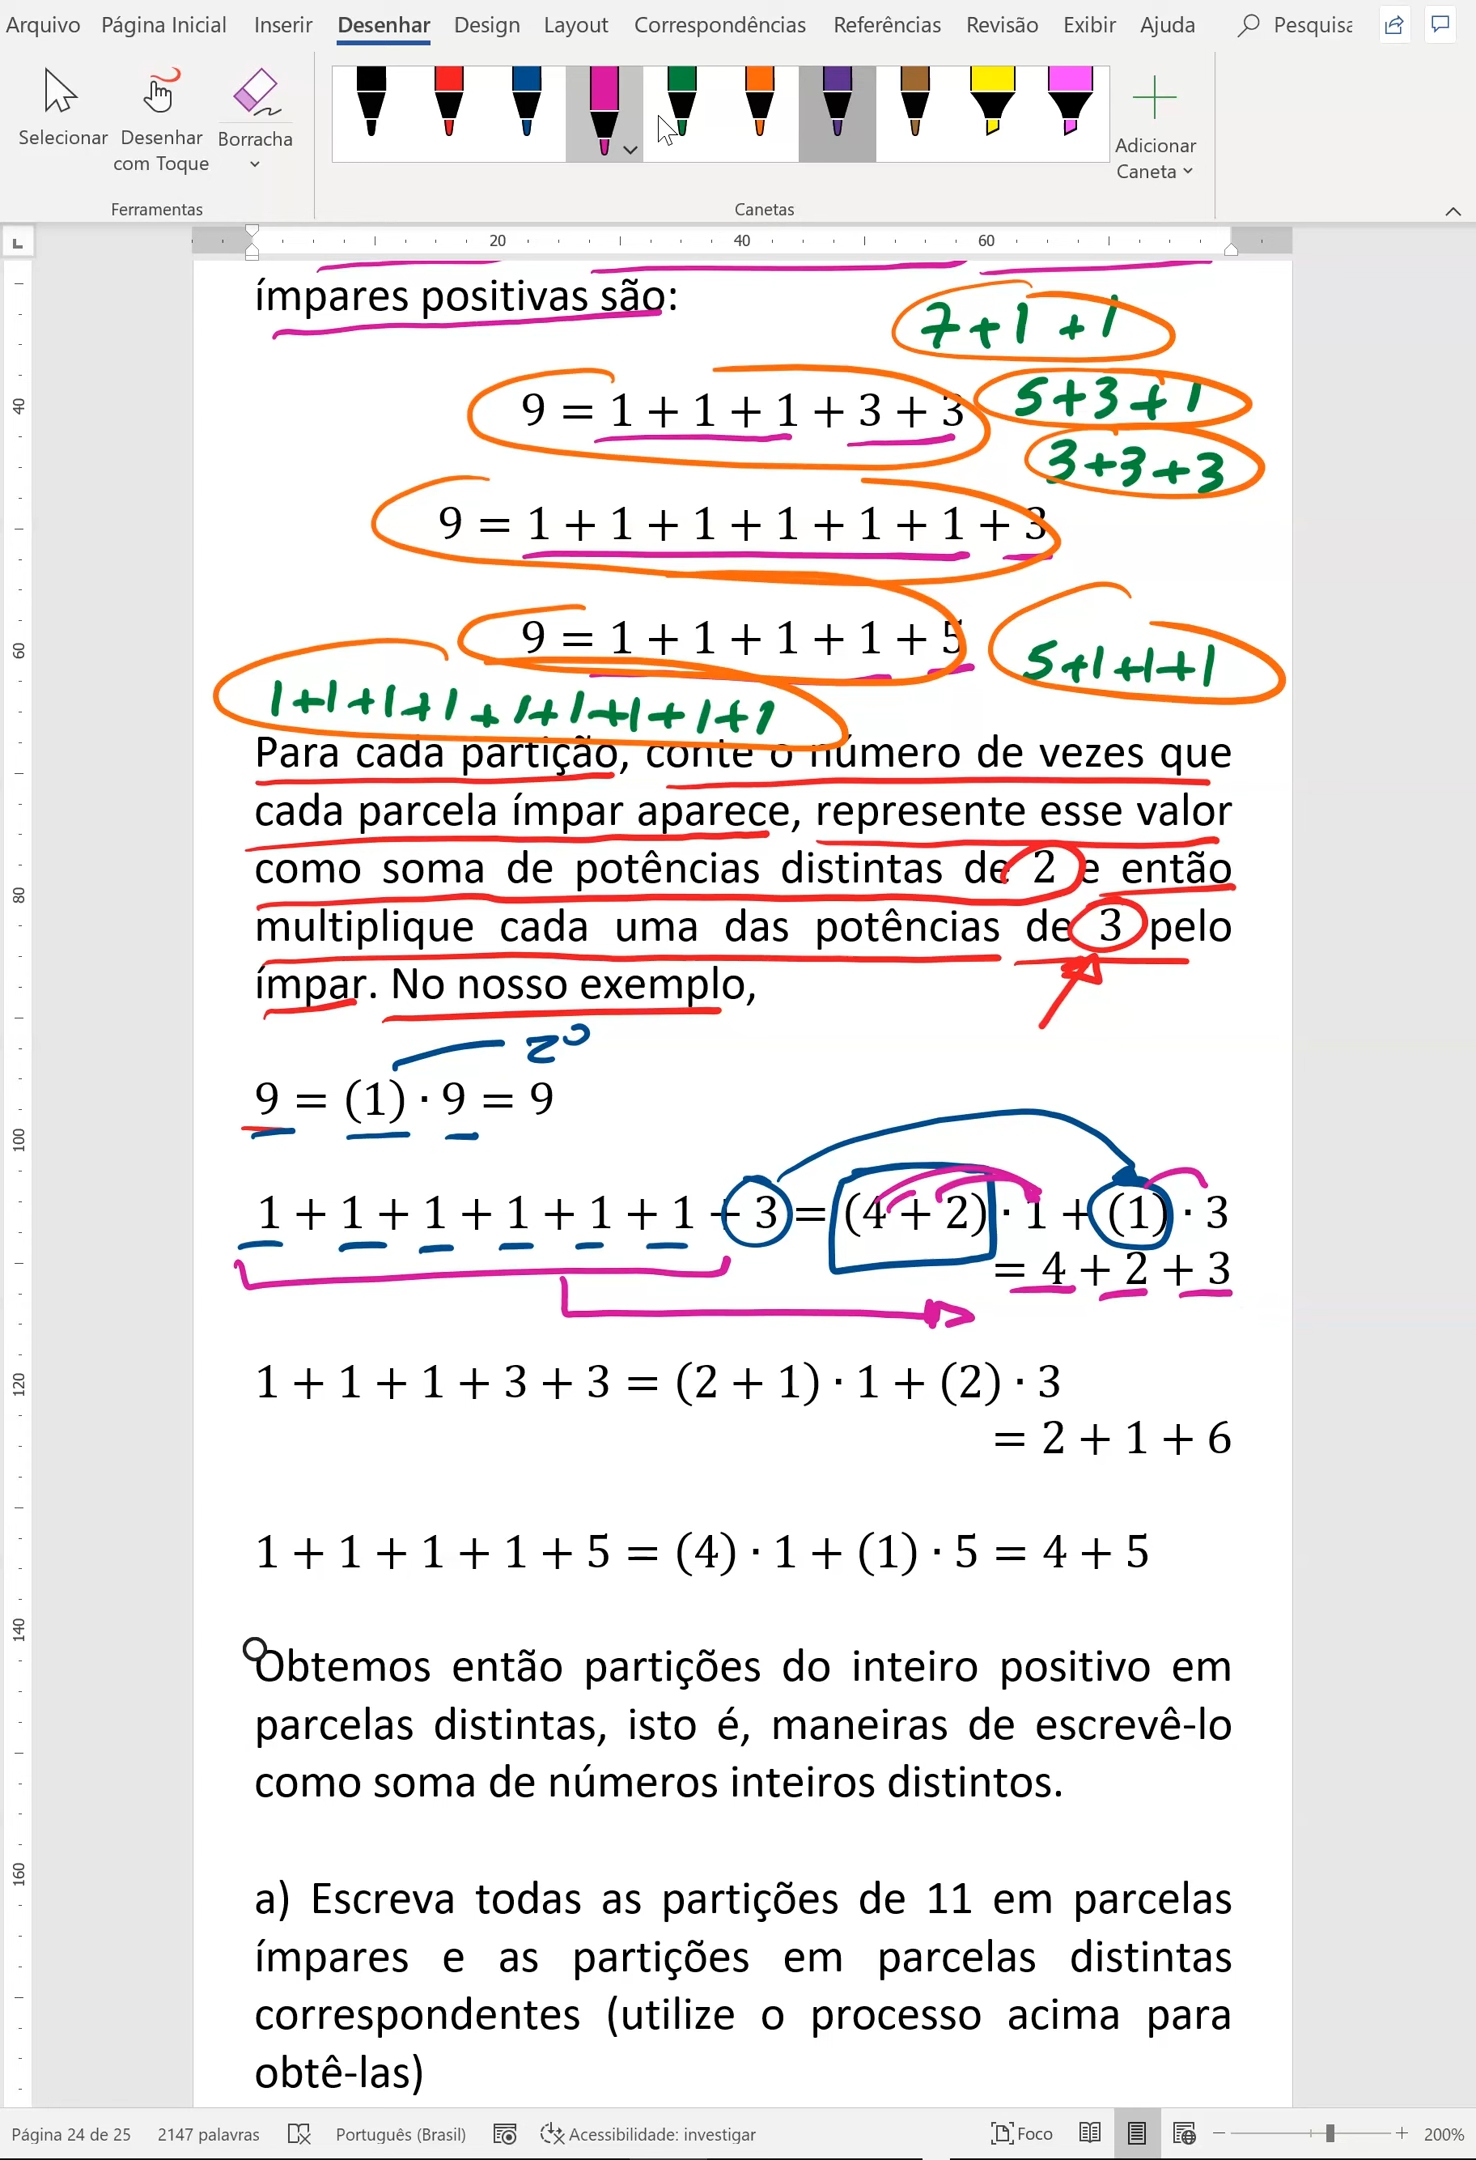 Arquivo Página Inicial Inserir Desenhar Design Layout Correspondências Referências Revisão Exibir Ajuda
Selecionar
Desenhar com Toque
Borracha
Adicionar Caneta
Ferramentas
Canetas
20 40 60
ímpares positivas são:
7+1+1
9 = 1 + 1 + 1 + 3 + 3
5+3+1
3+3+3
9 = 1 + 1 + 1 + 1 + 1 + 1 + 3
9 = 1 + 1 + 1 + 1 + 5
5+1+1+1
1+1+1+1+1+1+1+1+1
Para cada partição, conte o número de vezes que
cada parcela ímpar aparece, represente esse valor
como soma de potências distintas de 2 e então
multiplique cada uma das potências de 3 pelo
ímpar. No nosso exemplo,
2⁰
9 = (1) · 9 = 9
1 + 1 + 1 + 1 + 1 + 1 + 3 = (4 + 2) · 1 + (1) · 3
= 4 + 2 + 3
1 + 1 + 1 + 3 + 3 = (2 + 1) · 1 + (2) · 3
= 2 + 1 + 6
1 + 1 + 1 + 1 + 5 = (4) · 1 + (1) · 5 = 4 + 5
Obtemos então partições do inteiro positivo em
parcelas distintas, isto é, maneiras de escrevê-lo
como soma de números inteiros distintos.
a) Escreva todas as partições de 11 em parcelas
ímpares e as partições em parcelas distintas
correspondentes (utilize o processo acima para
obtê-las)
40
60
80
100
120
140
160
Página 24 de 25 2147 palavras Português (Brasil) Acessibilidade: investigar Foco 200%